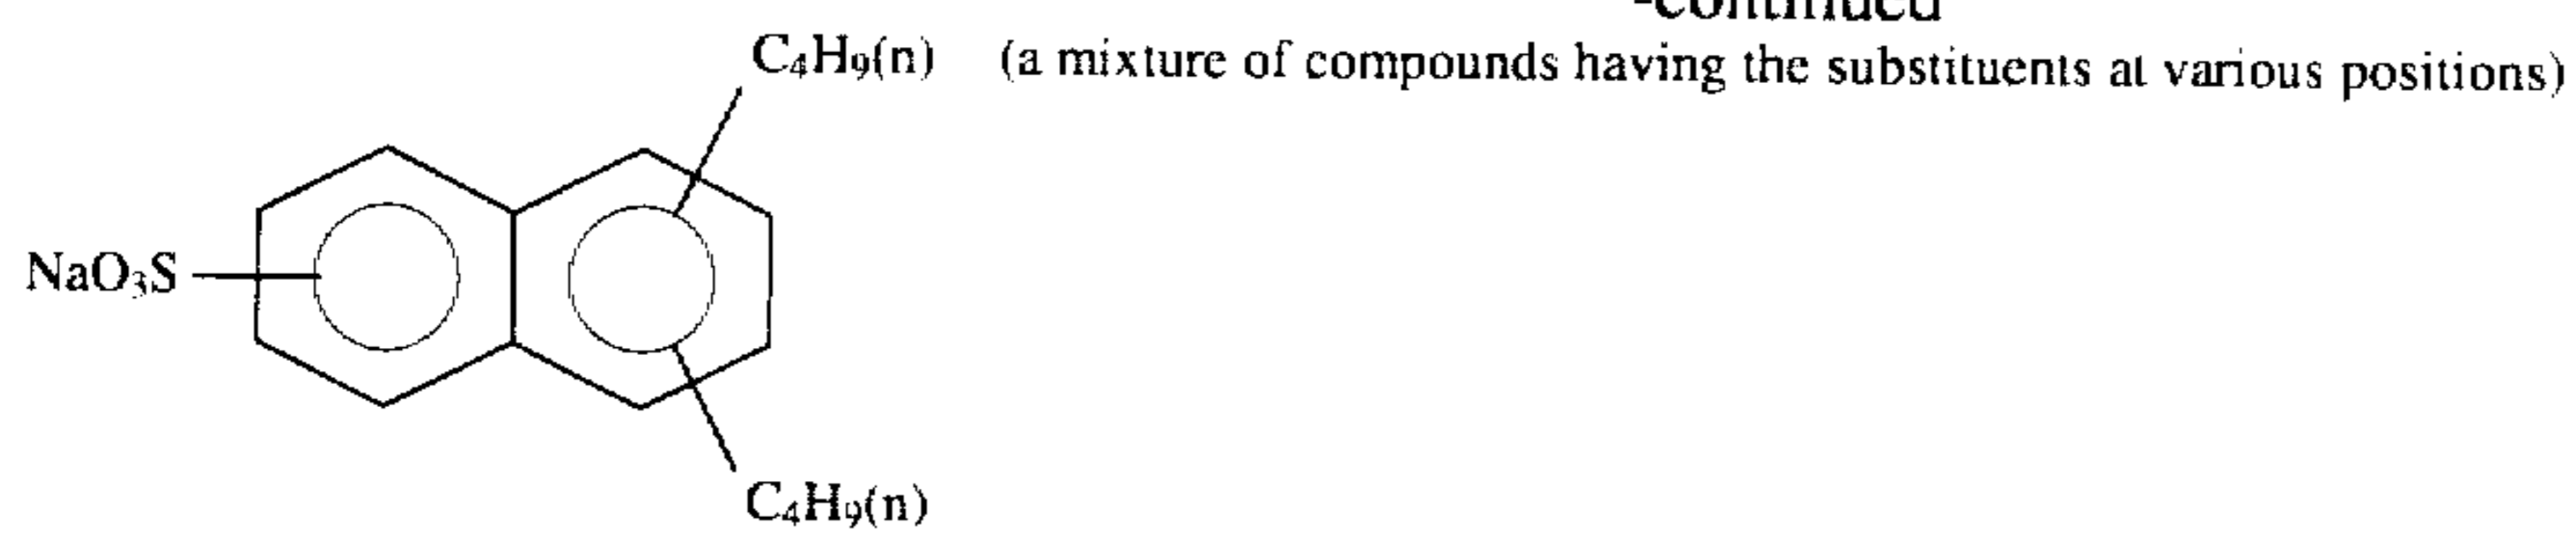 -continued
C₄H₉(n) (a mixture of compounds having the substituents at various positions)
NaO₃S
C₄H₉(n)